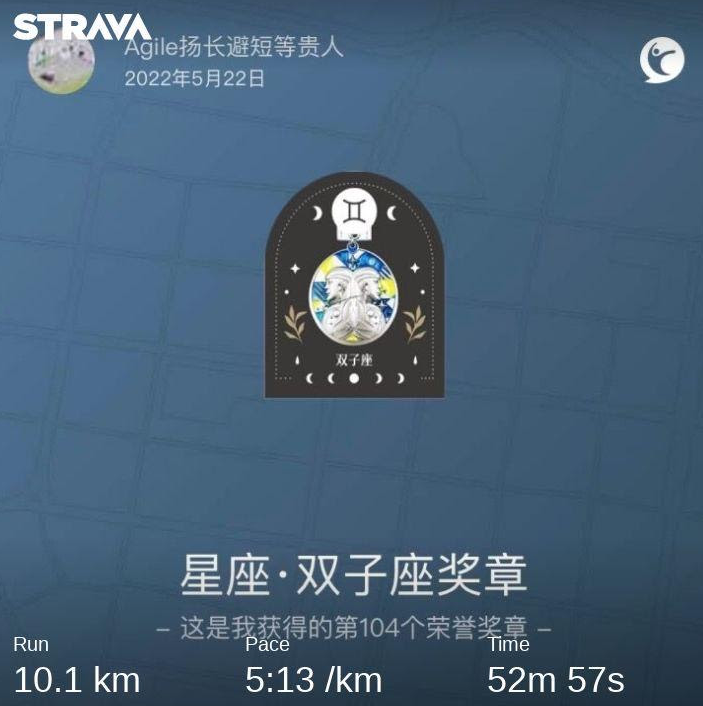 STRAVA
Agile扬长避短等贵人
2022年5月22日
双子座
星座·双子座奖章
– 这是我获得的第104个荣誉奖章 –
Run
Pace
Time
10.1 km
5:13 /km
52m 57s